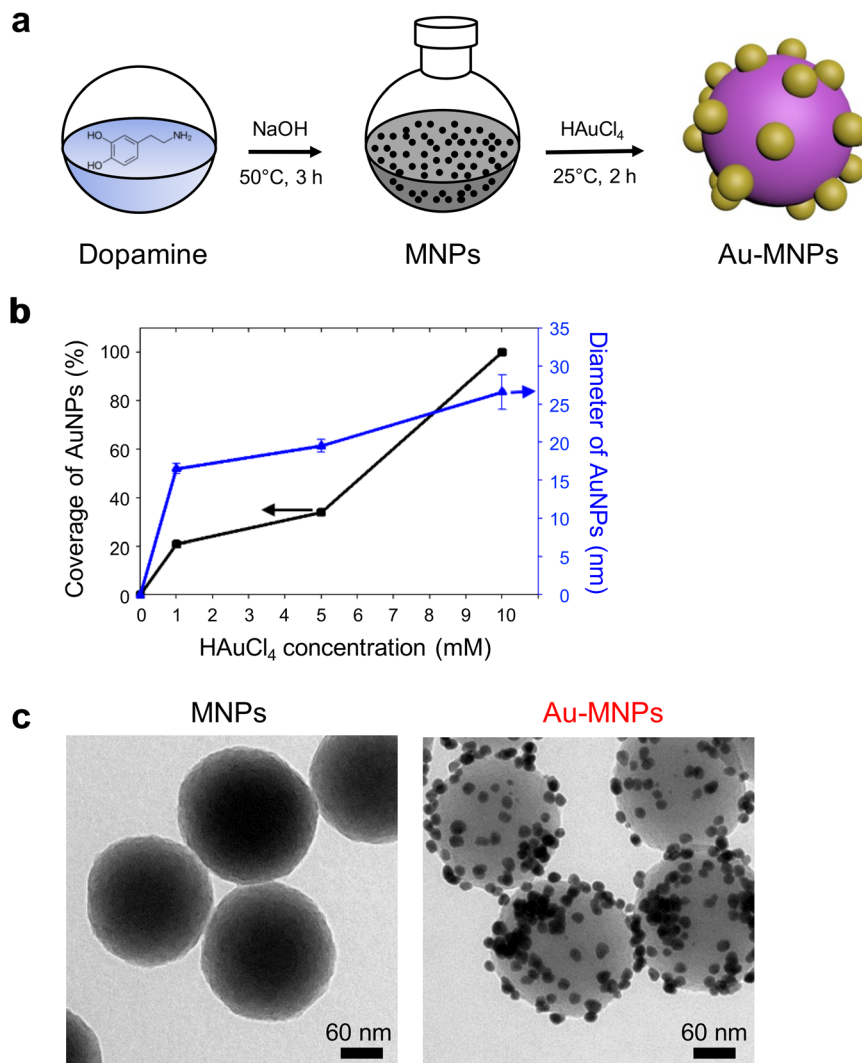 a
HO
HO
NH₂
NaOH
50°C, 3 h
HAuCl₄
25°C, 2 h
Dopamine
MNPs
Au-MNPs
b
Coverage of AuNPs (%)
100
80
60
40
20
0
35
30
25
20
15
10
5
0
Diameter of AuNPs (nm)
0 1 2 3 4 5 6 7 8 9 10
HAuCl₄ concentration (mM)
c
MNPs
Au-MNPs
60 nm
60 nm